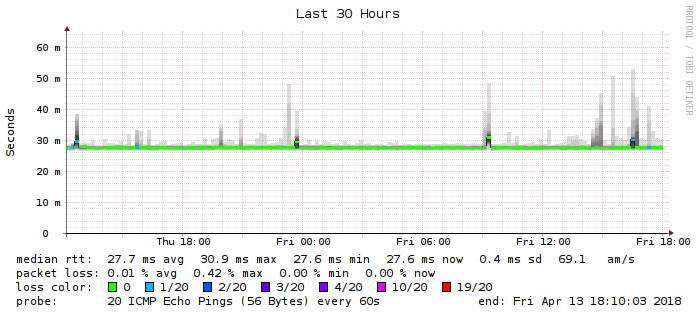 Last 30 Hours
RRDTOOL / TOBI OETIKER
Seconds
60 m
50 m
40 m
30 m
20 m
10 m
0
Thu 18:00 Fri 00:00 Fri 06:00 Fri 12:00 Fri 18:00
median rtt: 27.7 ms avg 30.9 ms max 27.6 ms min 27.6 ms now 0.4 ms sd 69.1 am/s
packet loss: 0.01 % avg 0.42 % max 0.00 % min 0.00 % now
loss color: 0 1/20 2/20 3/20 4/20 10/20 19/20
probe: 20 ICMP Echo Pings (56 Bytes) every 60s end: Fri Apr 13 18:10:03 2018